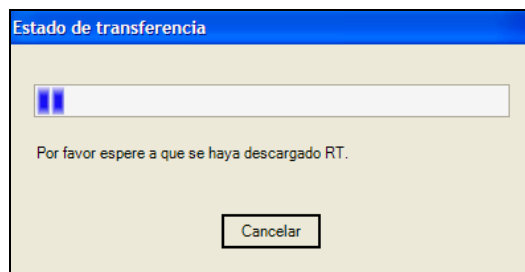 Estado de transferencia
Por favor espere a que se haya descargado RT.
Cancelar